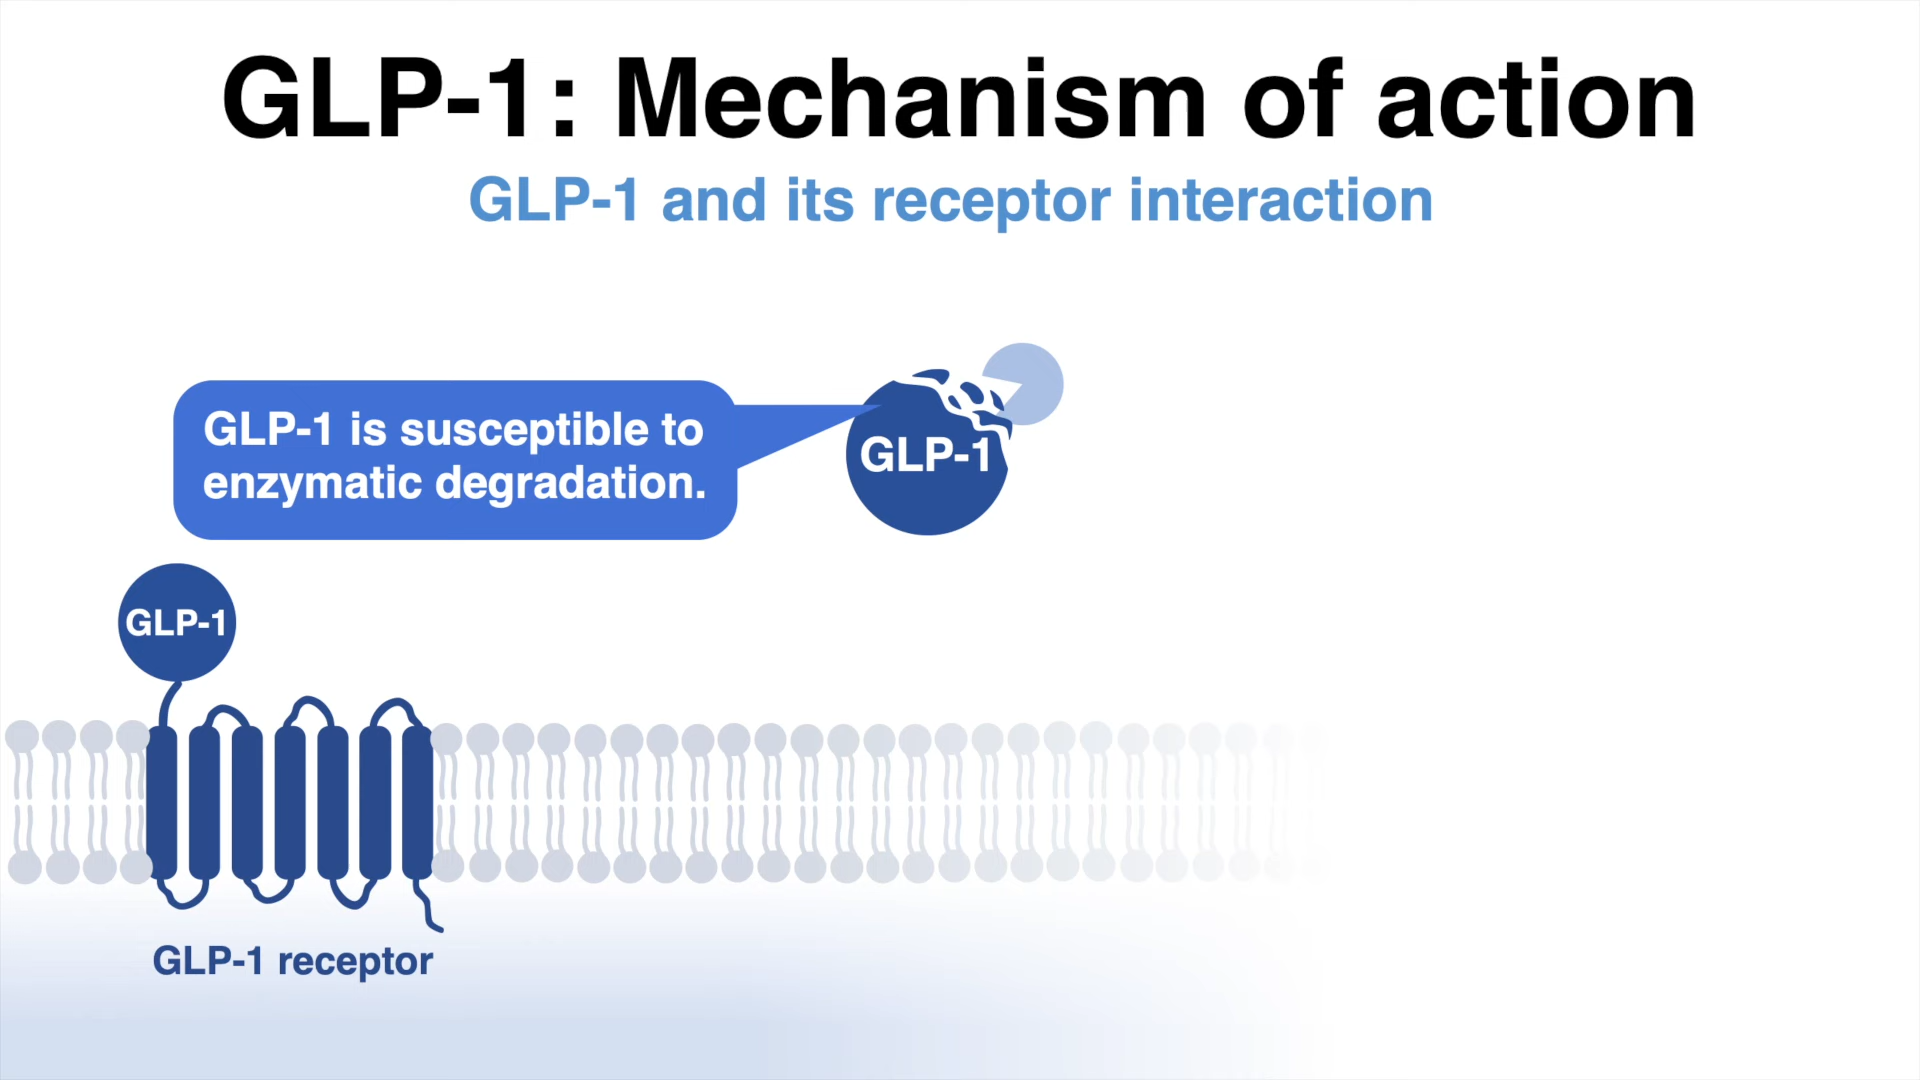 GLP-1: Mechanism of action
GLP-1 and its receptor interaction
GLP-1 is susceptible to
enzymatic degradation.
GLP-1
GLP-1
GLP-1 receptor